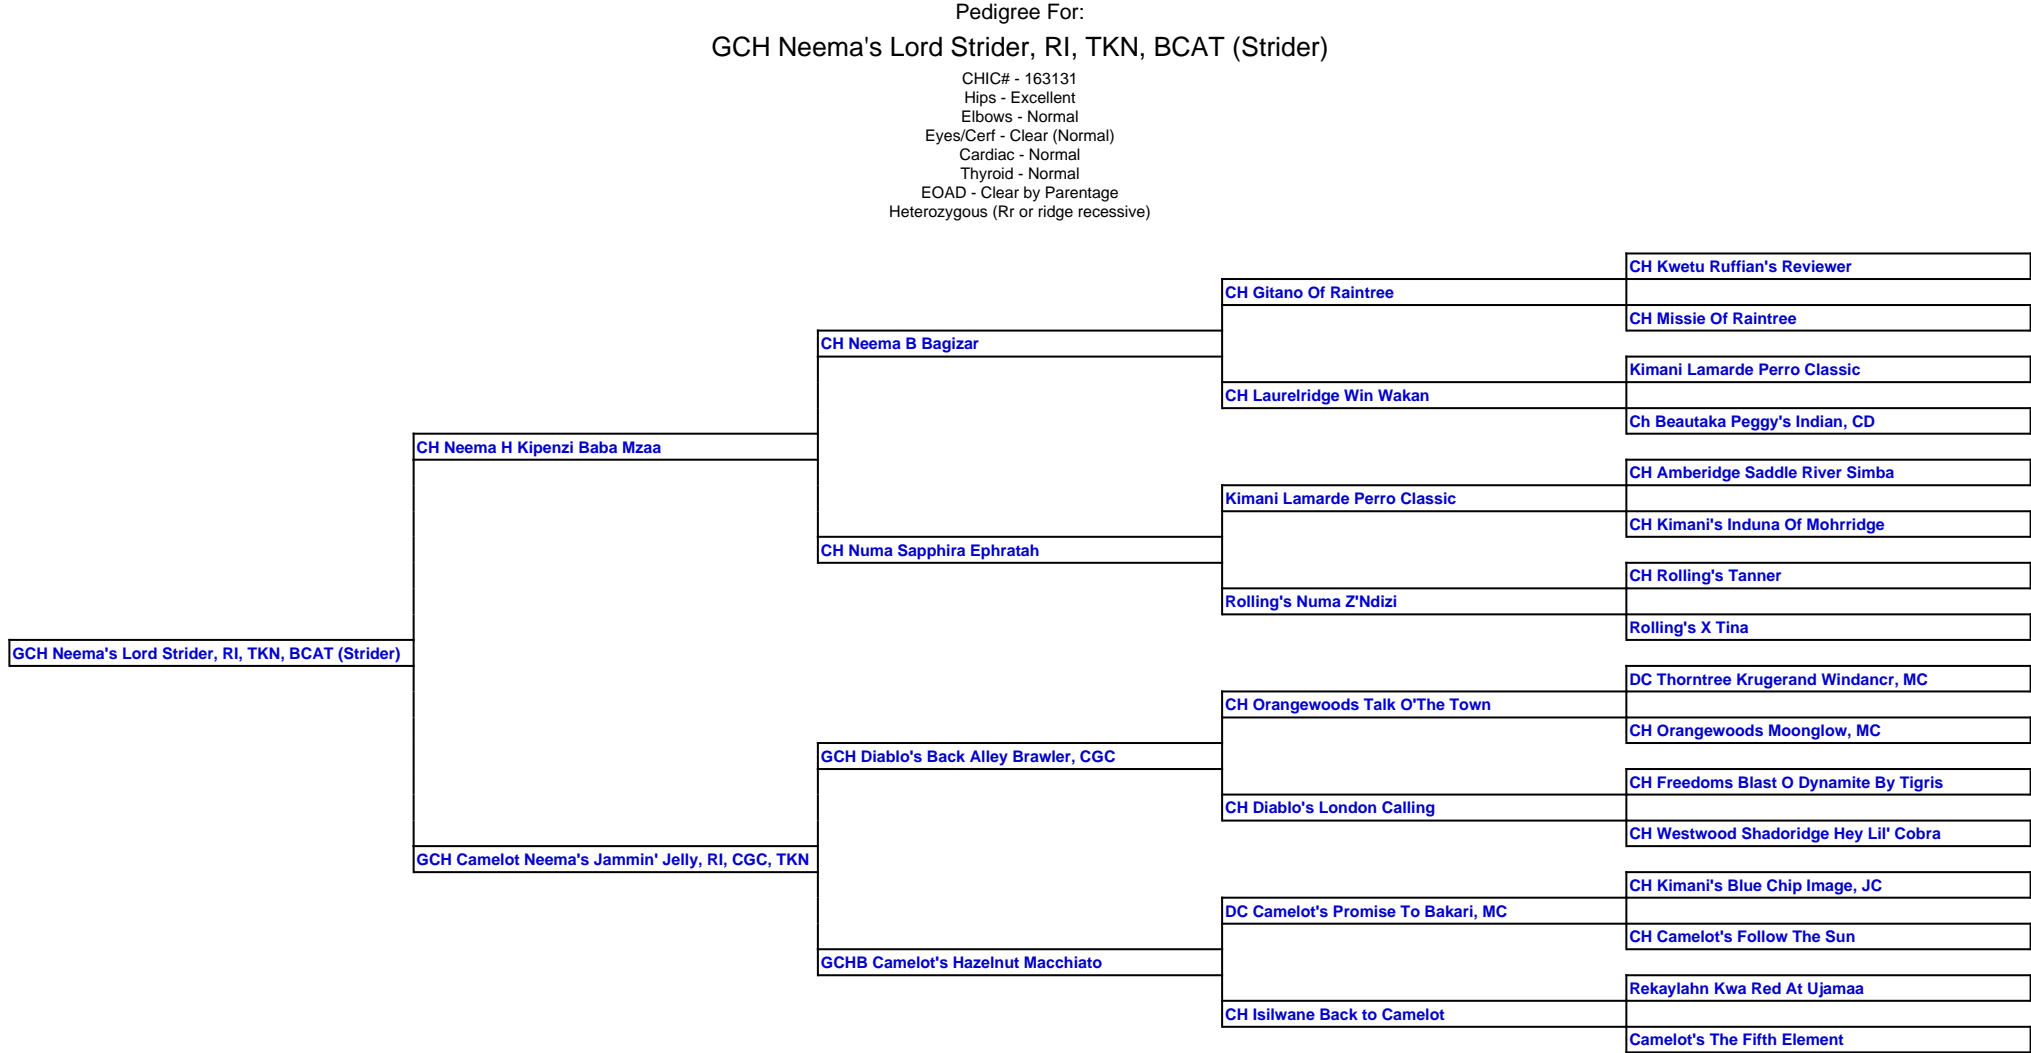 Pedigree For:
GCH Neema's Lord Strider, RI, TKN, BCAT (Strider)
CHIC# - 163131
Hips - Excellent
Elbows - Normal
Eyes/Cerf - Clear (Normal)
Cardiac - Normal
Thyroid - Normal
EOAD - Clear by Parentage
Heterozygous (Rr or ridge recessive)
CH Kwetu Ruffian's Reviewer
CH Gitano Of Raintree
CH Missie Of Raintree
CH Neema B Bagizar
Kimani Lamarde Perro Classic
CH Laurelridge Win Wakan
Ch Beautaka Peggy's Indian, CD
CH Neema H Kipenzi Baba Mzaa
CH Amberidge Saddle River Simba
Kimani Lamarde Perro Classic
CH Kimani's Induna Of Mohrridge
CH Numa Sapphira Ephratah
CH Rolling's Tanner
Rolling's Numa Z'Ndizi
Rolling's X Tina
GCH Neema's Lord Strider, RI, TKN, BCAT (Strider)
DC Thorntree Krugerand Windancr, MC
CH Orangewoods Talk O'The Town
CH Orangewoods Moonglow, MC
GCH Diablo's Back Alley Brawler, CGC
CH Freedoms Blast O Dynamite By Tigris
CH Diablo's London Calling
CH Westwood Shadoridge Hey Lil' Cobra
GCH Camelot Neema's Jammin' Jelly, RI, CGC, TKN
CH Kimani's Blue Chip Image, JC
DC Camelot's Promise To Bakari, MC
CH Camelot's Follow The Sun
GCHB Camelot's Hazelnut Macchiato
Rekaylahn Kwa Red At Ujamaa
CH Isilwane Back to Camelot
Camelot's The Fifth Element